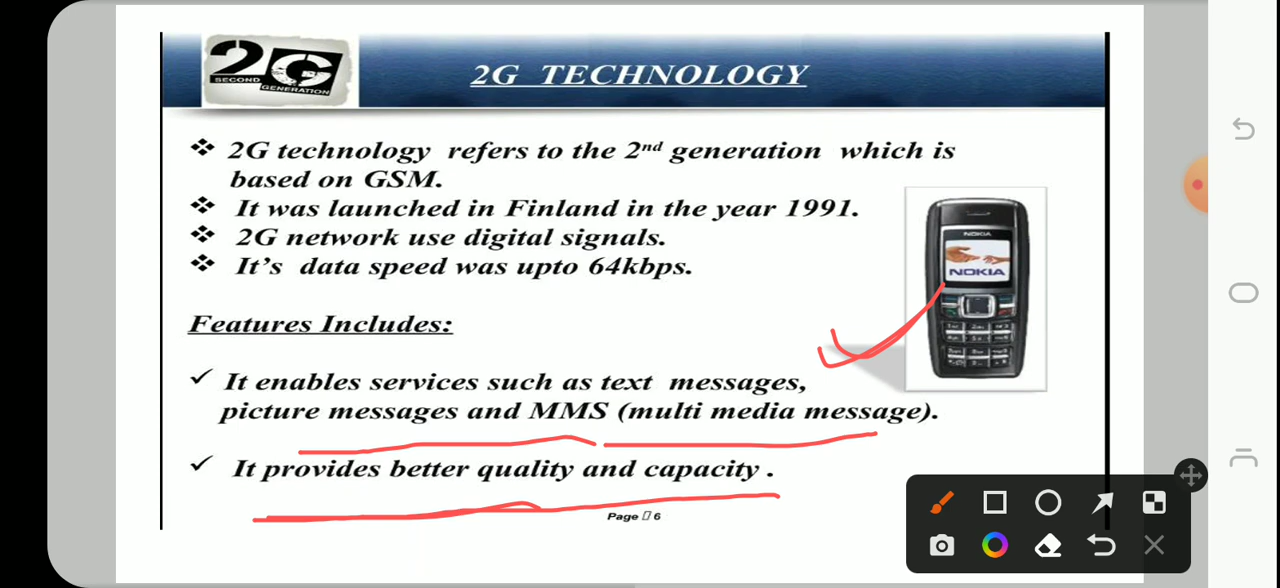 2G
SECOND
GENERATION
2G TECHNOLOGY
❖ 2G technology refers to the 2nd generation which is
based on GSM.
❖ It was launched in Finland in the year 1991.
❖ 2G network use digital signals.
❖ It's data speed was upto 64kbps.
NOKIA
NOKIA
Features Includes:
✓ It enables services such as text messages,
picture messages and MMS (multi media message).
✓ It provides better quality and capacity .
Page 6